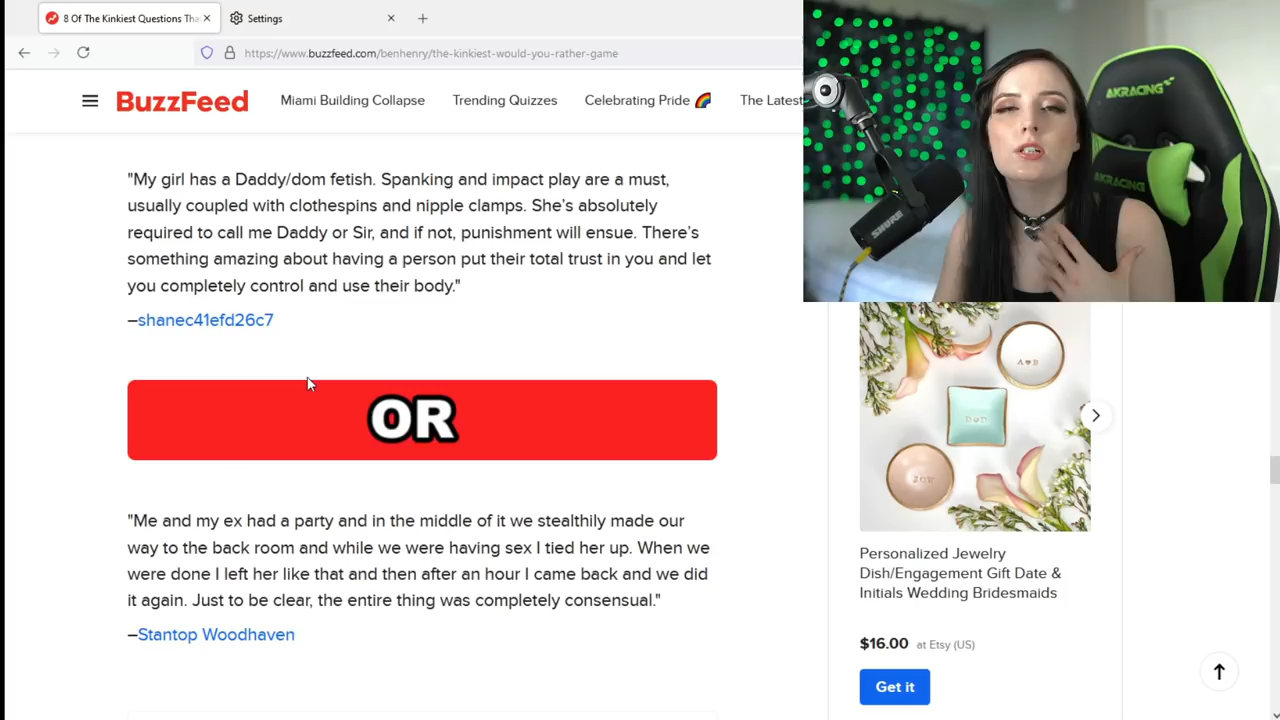 8 Of The Kinkiest Questions Tha
Settings
https://www.buzzfeed.com/benhenry/the-kinkiest-would-you-rather-game
BuzzFeed
Miami Building Collapse
Trending Quizzes
Celebrating Pride 🌈
The Latest
AKRACING
AKRACING
SHURE
"My girl has a Daddy/dom fetish. Spanking and impact play are a must,
usually coupled with clothespins and nipple clamps. She’s absolutely
required to call me Daddy or Sir, and if not, punishment will ensue. There’s
something amazing about having a person put their total trust in you and let
you completely control and use their body."
–shanec41efd26c7
OR
"Me and my ex had a party and in the middle of it we stealthily made our
way to the back room and while we were having sex I tied her up. When we
were done I left her like that and then after an hour I came back and we did
it again. Just to be clear, the entire thing was completely consensual."
–Stantop Woodhaven
Personalized Jewelry
Dish/Engagement Gift Date &
Initials Wedding Bridesmaids
$16.00 at Etsy (US)
Get it